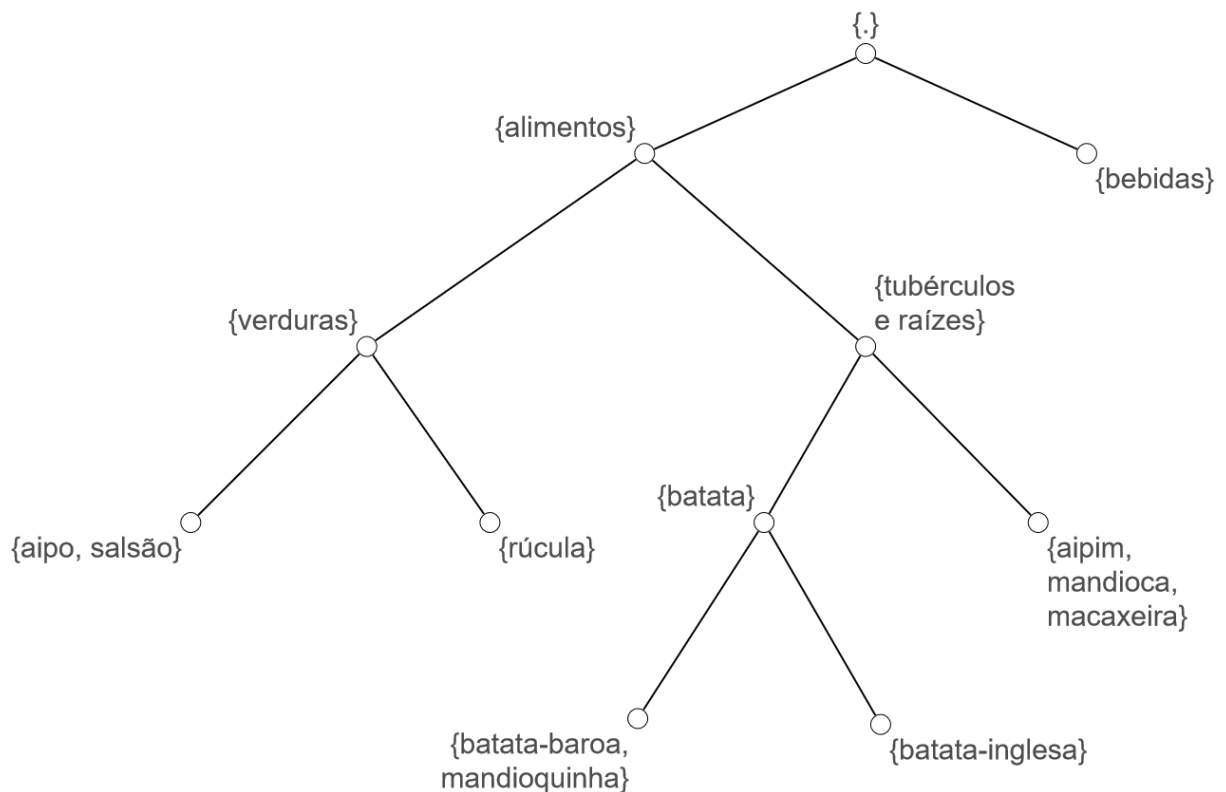 {.}
{alimentos}
{bebidas}
{verduras}
{tubérculos
e raízes}
{batata}
{aipo, salsão}
{rúcula}
{aipim,
mandioca,
macaxeira}
{batata-baroa,
mandioquinha}
{batata-inglesa}